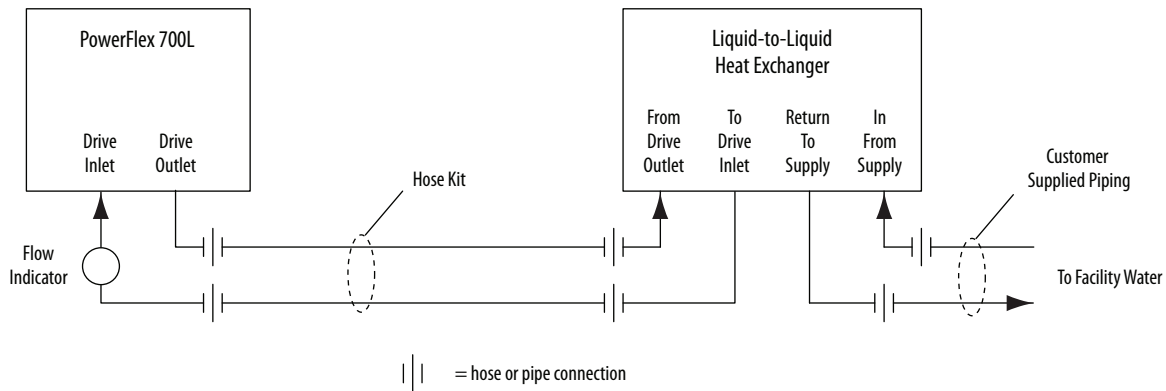 PowerFlex 700L
Drive
Inlet
Drive
Outlet
Liquid-to-Liquid
Heat Exchanger
From
Drive
Outlet
To
Drive
Inlet
Return
To
Supply
In
From
Supply
Hose Kit
Customer
Supplied Piping
Flow
Indicator
To Facility Water
= hose or pipe connection